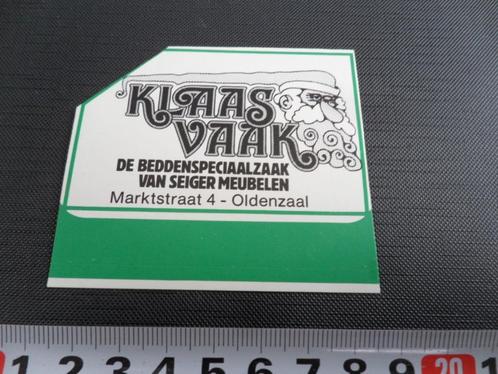 KLAAS
VAAK
DE BEDDENSPECIAALZAAK
VAN SEIGER MEUBELEN
Marktstraat 4 - Oldenzaal
1 2 3 4 5 6 7 8 9 20 1